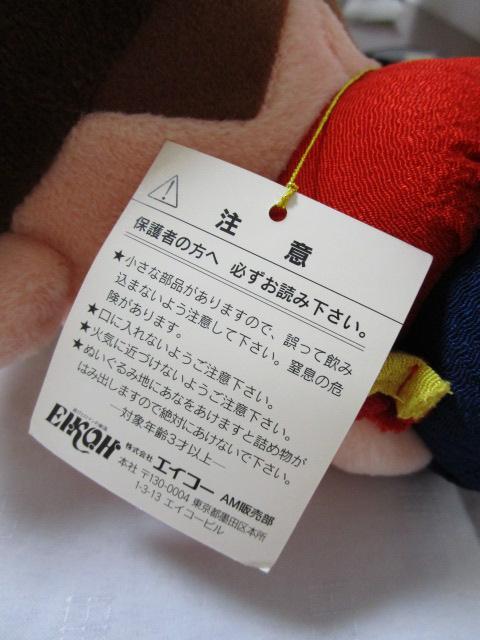 注意
保護者の方へ 必ずお読み下さい。
★小さな部品がありますので、誤って飲み
込まないよう注意して下さい。窒息の危
険があります。
★口に入れないようご注意下さい。
★火気に近づけないようご注意下さい。
★ぬいぐるみ地にあなをあけますと詰め物が
はみ出しますので絶対にあけないで下さい。
—対象年齢3才以上—
EIKOH 株式会社 エイコー AM販売部
本社 〒130-0004 東京都墨田区本所
1-3-13 エイコービル